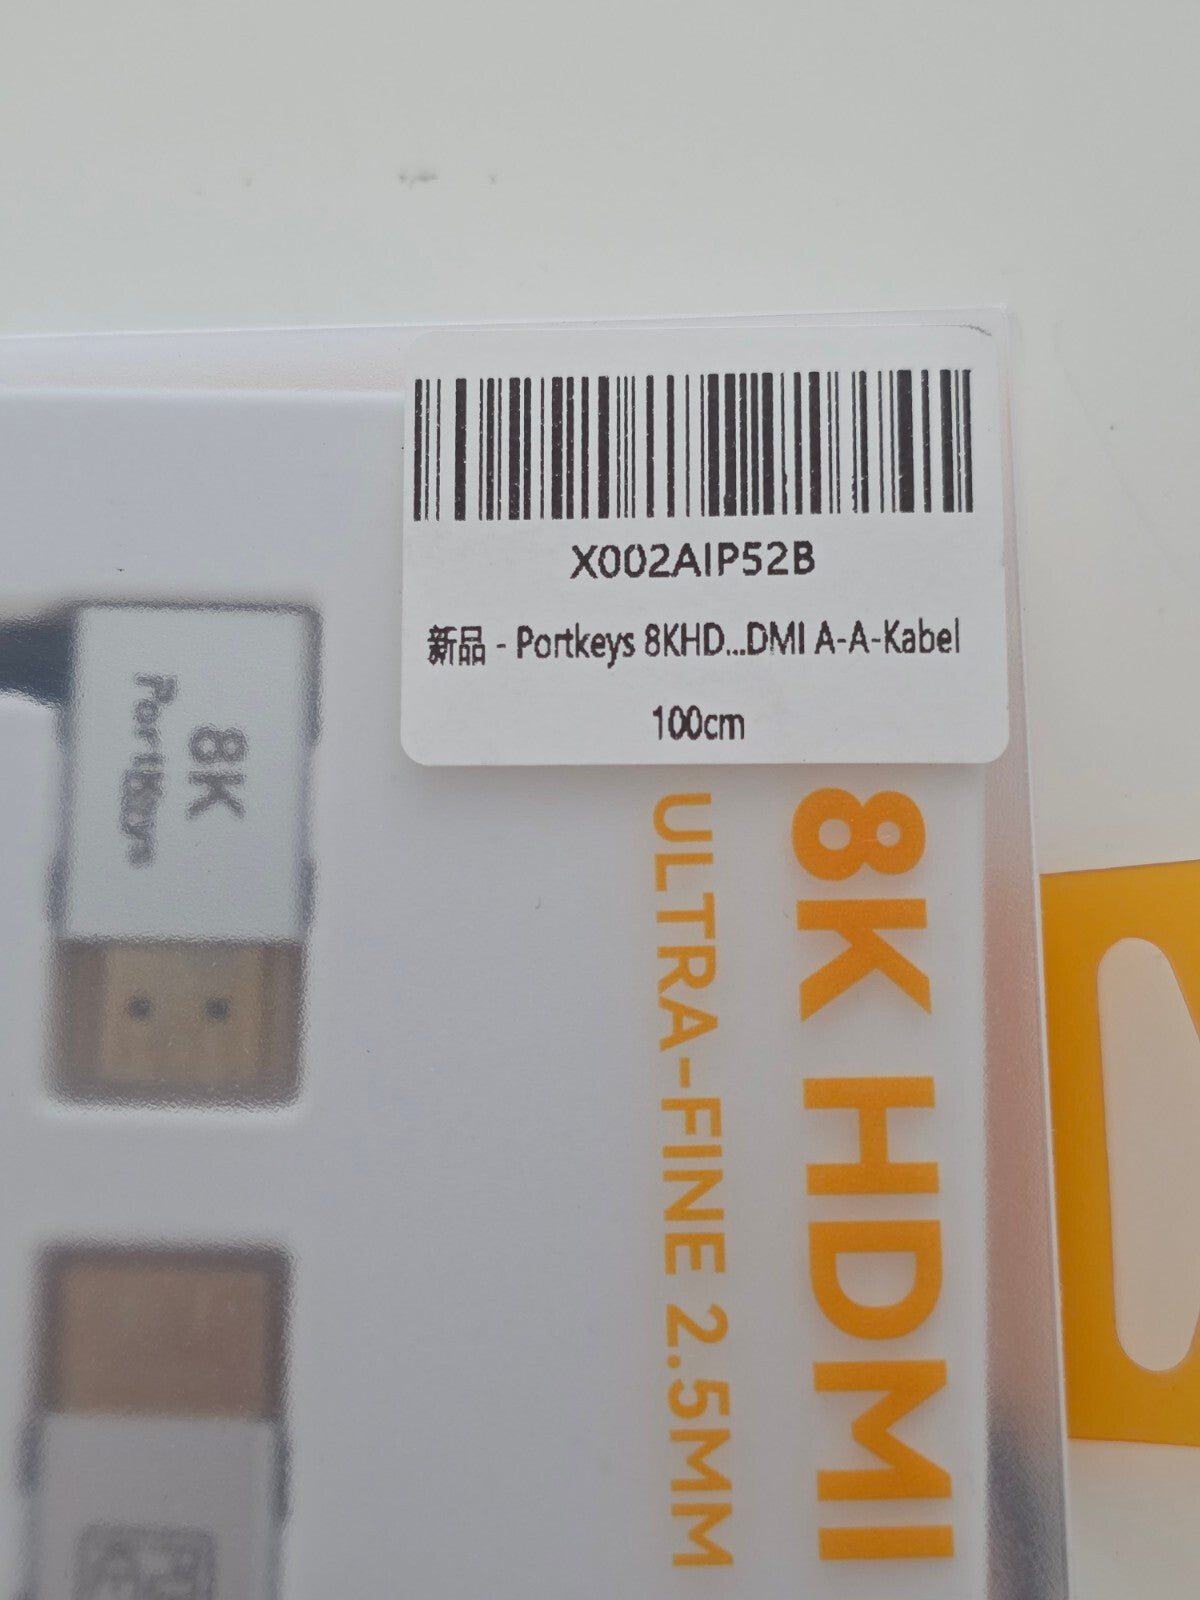 X002AIP52B
新品 - Portkeys 8KHD...DMI A-A-Kabel
100cm
8K HDMI
ULTRA-FINE 2.5MM
8K
Portkeys